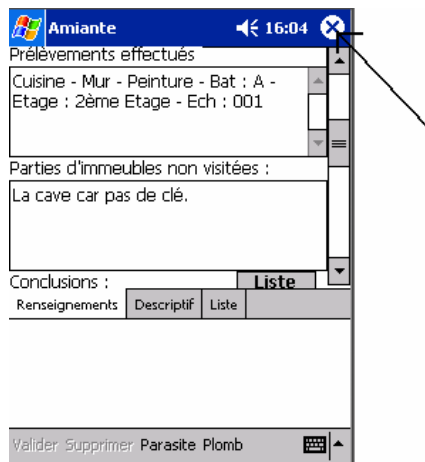 Amiante 16:04
Prélèvements effectués
Cuisine - Mur - Peinture - Bat : A -
Etage : 2ème Etage - Ech : 001
Parties d'immeubles non visitées :
La cave car pas de clé.
Conclusions : Liste
Renseignements Descriptif Liste
Valider Supprimer Parasite Plomb